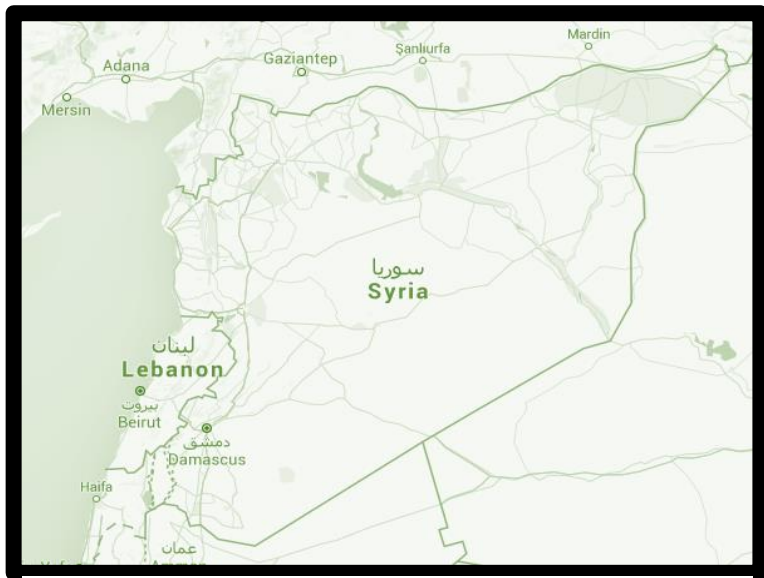 Mardin
Şanlıurfa
Gaziantep
Adana
Mersin
سوريا
Syria
لبنان
Lebanon
بيروت
Beirut
دمشق
Damascus
Haifa
عمان